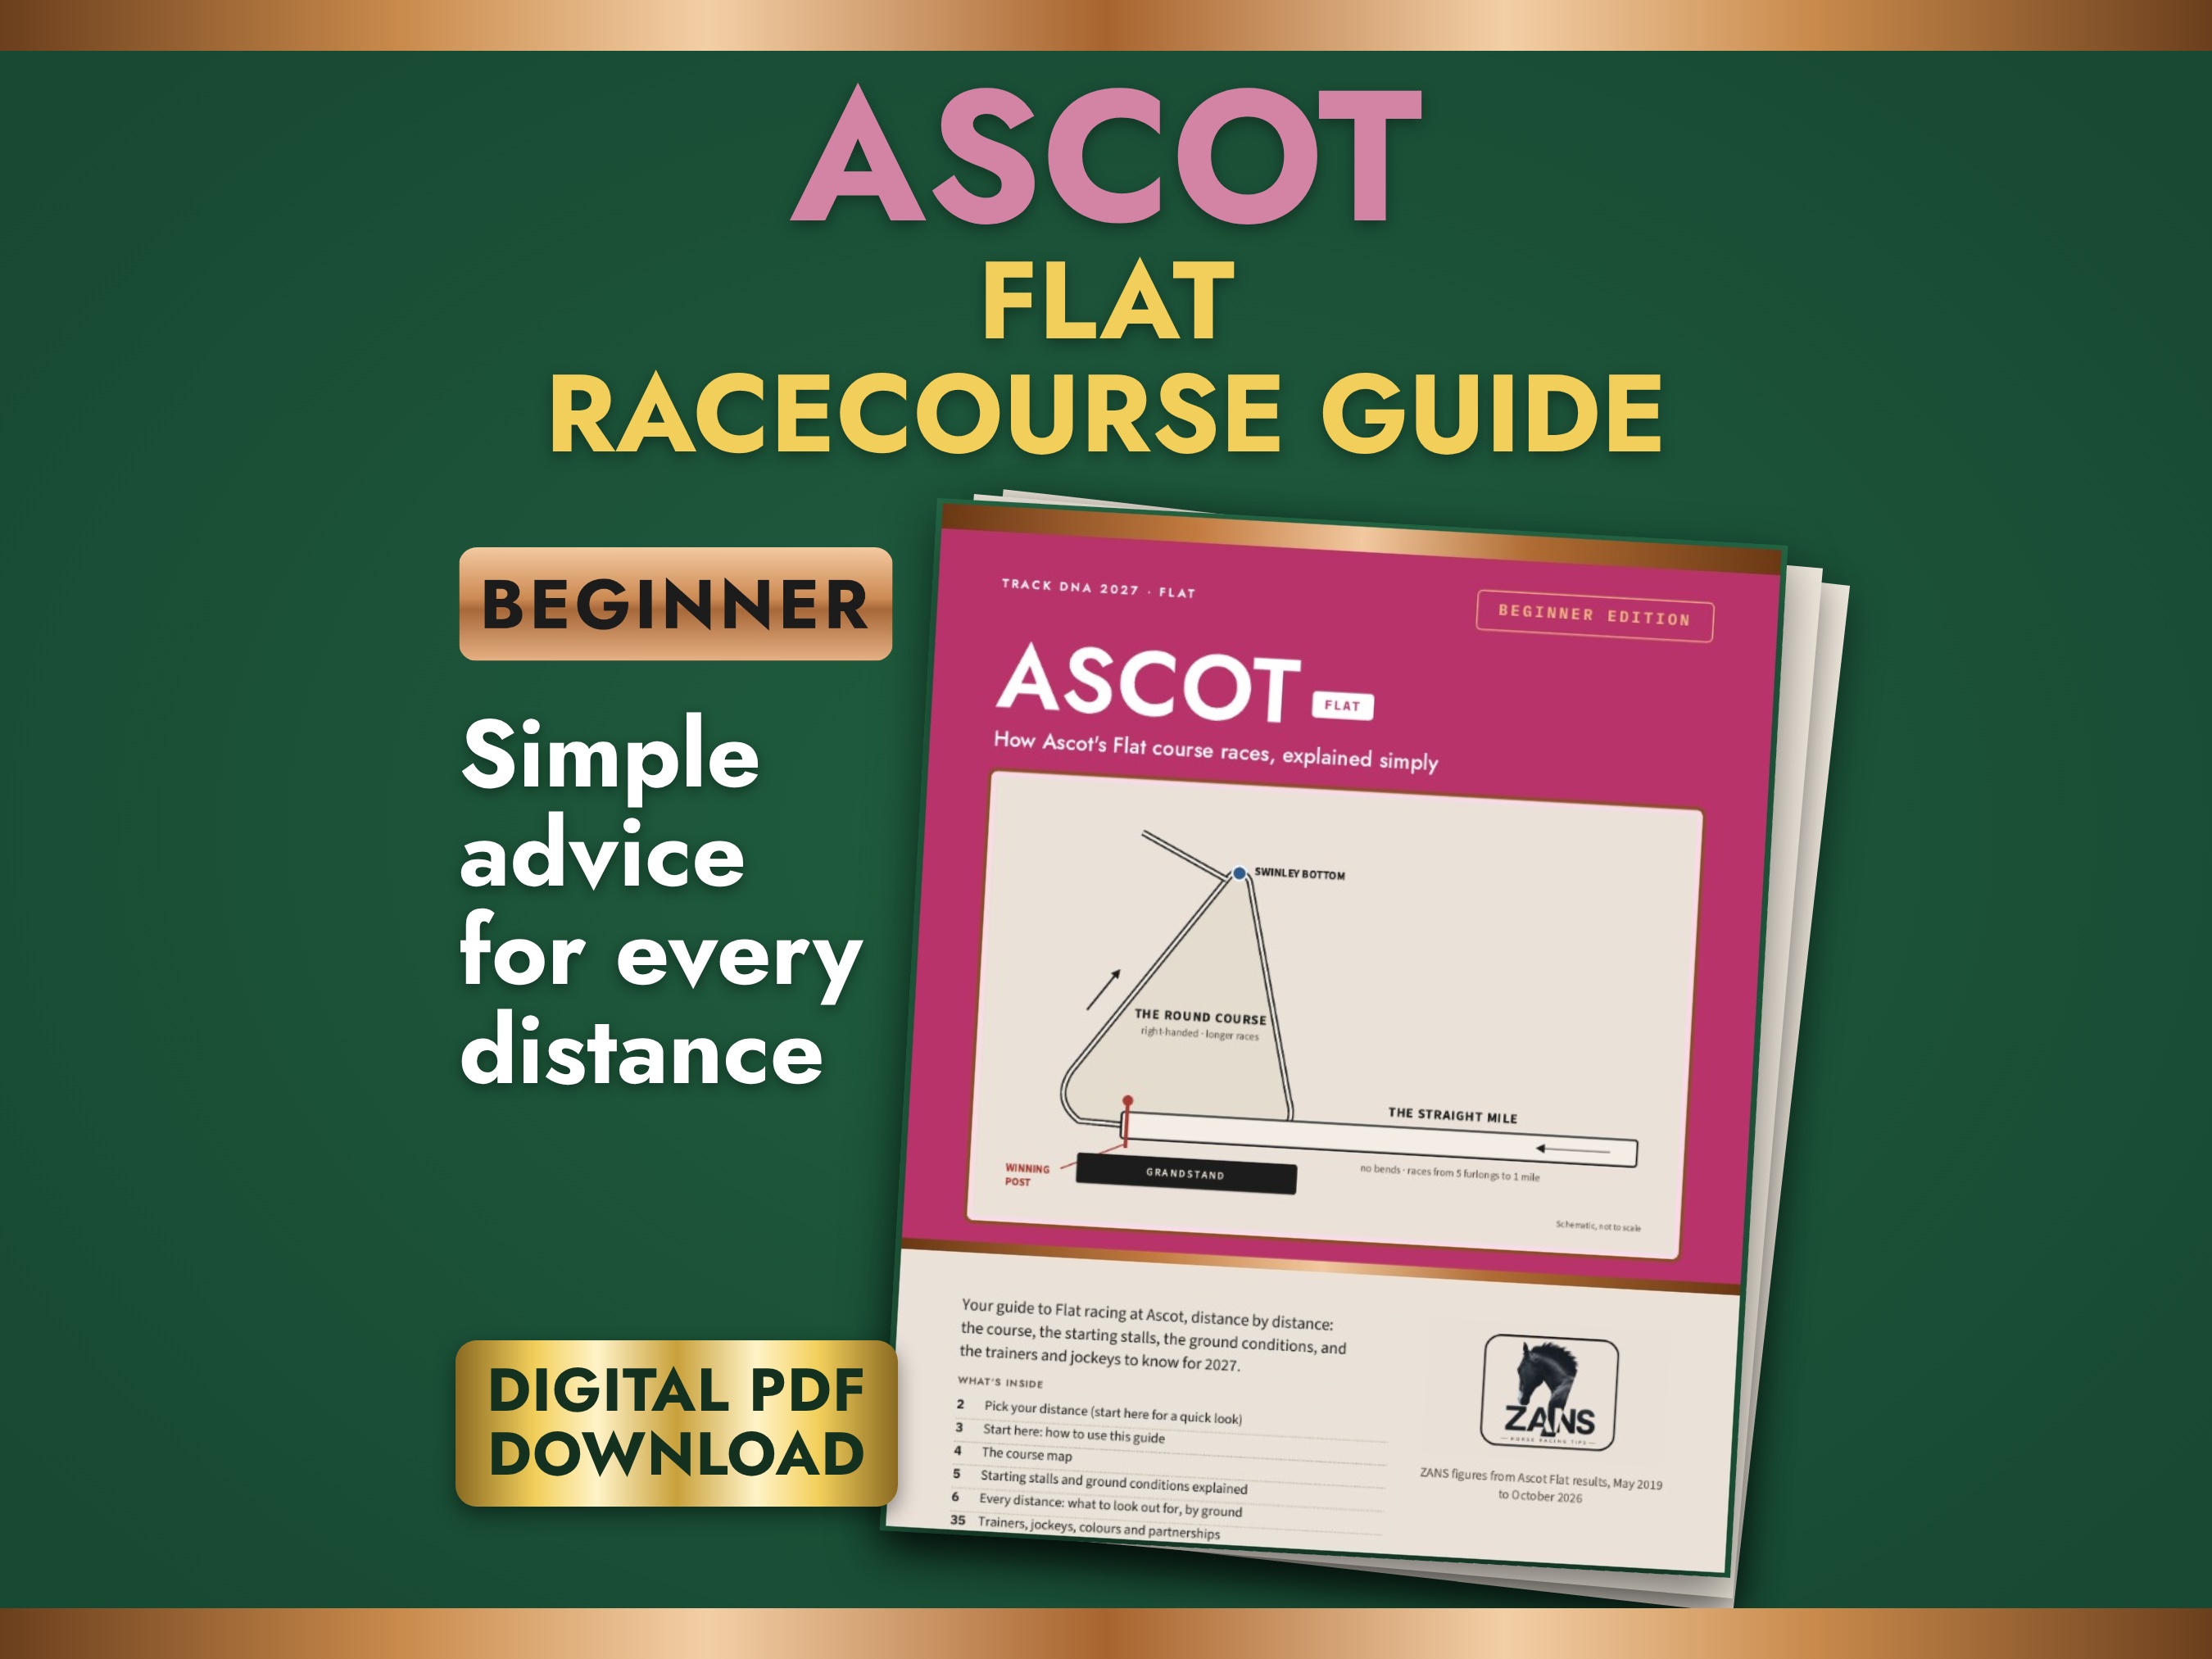 ASCOT
FLAT
RACECOURSE GUIDE
BEGINNER
Simple
advice
for every
distance
DIGITAL PDF
DOWNLOAD
TRACK DNA 2027 · FLAT
BEGINNER EDITION
ASCOT
FLAT
How Ascot's Flat course races, explained simply
SWINLEY BOTTOM
THE ROUND COURSE
right-handed · longer races
THE STRAIGHT MILE
no bends · races from 5 furlongs to 1 mile
WINNING
POST
GRANDSTAND
Schematic, not to scale
Your guide to Flat racing at Ascot, distance by distance:
the course, the starting stalls, the ground conditions, and
the trainers and jockeys to know for 2027.
WHAT'S INSIDE
2 Pick your distance (start here for a quick look)
3 Start here: how to use this guide
4 The course map
5 Starting stalls and ground conditions explained
6 Every distance: what to look out for, by ground
35 Trainers, jockeys, colours and partnerships
ZANS
HORSE RACING TIPS
ZANS figures from Ascot Flat results, May 2019
to October 2026